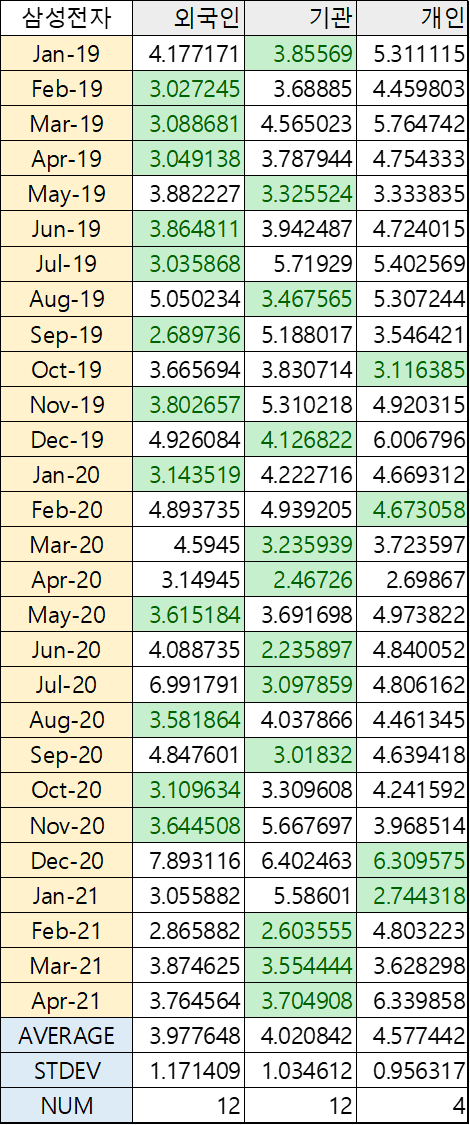 삼성전자 외국인 기관 개인
Jan-19 4.177171 3.85569 5.311115
Feb-19 3.027245 3.68885 4.459803
Mar-19 3.088681 4.565023 5.764742
Apr-19 3.049138 3.787944 4.754333
May-19 3.882227 3.325524 3.333835
Jun-19 3.864811 3.942487 4.724015
Jul-19 3.035868 5.71929 5.402569
Aug-19 5.050234 3.467565 5.307244
Sep-19 2.689736 5.188017 3.546421
Oct-19 3.665694 3.830714 3.116385
Nov-19 3.802657 5.310218 4.920315
Dec-19 4.926084 4.126822 6.006796
Jan-20 3.143519 4.222716 4.669312
Feb-20 4.893735 4.939205 4.673058
Mar-20 4.5945 3.235939 3.723597
Apr-20 3.14945 2.46726 2.69867
May-20 3.615184 3.691698 4.973822
Jun-20 4.088735 2.235897 4.840052
Jul-20 6.991791 3.097859 4.806162
Aug-20 3.581864 4.037866 4.461345
Sep-20 4.847601 3.01832 4.639418
Oct-20 3.109634 3.309608 4.241592
Nov-20 3.644508 5.667697 3.968514
Dec-20 7.893116 6.402463 6.309575
Jan-21 3.055882 5.58601 2.744318
Feb-21 2.865882 2.603555 4.803223
Mar-21 3.874625 3.554444 3.628298
Apr-21 3.764564 3.704908 6.339858
AVERAGE 3.977648 4.020842 4.577442
STDEV 1.171409 1.034612 0.956317
NUM 12 12 4